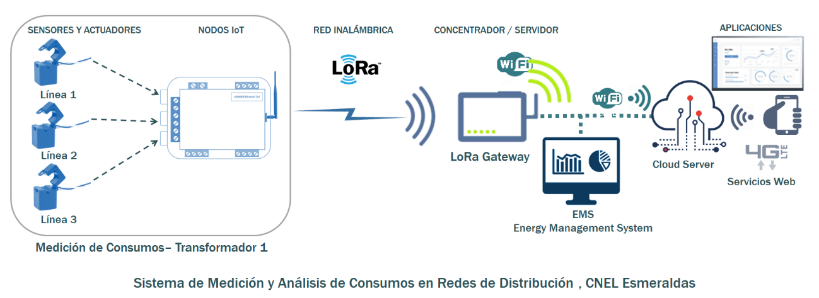 SENSORES Y ACTUADORES
NODOS IoT
RED INALÁMBRICA
CONCENTRADOR / SERVIDOR
APLICACIONES
Línea 1
Línea 2
Línea 3
LoRa™
WiFi
WiFi
LoRa Gateway
Cloud Server
4G LTE
Servicios Web
EMS
Energy Management System
Medición de Consumos– Transformador 1
Sistema de Medición y Análisis de Consumos en Redes de Distribución , CNEL Esmeraldas